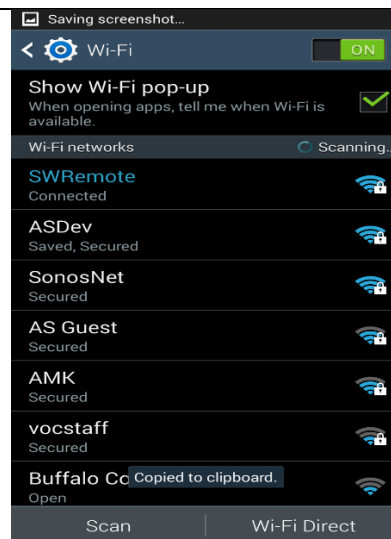 Saving screenshot...
Wi-Fi
ON
Show Wi-Fi pop-up
When opening apps, tell me when Wi-Fi is
available.
Wi-Fi networks
Scanning..
SWRemote
Connected
ASDev
Saved, Secured
SonosNet
Secured
AS Guest
Secured
AMK
Secured
vocstaff
Secured
Buffalo
Copied to clipboard.
Open
Scan
Wi-Fi Direct